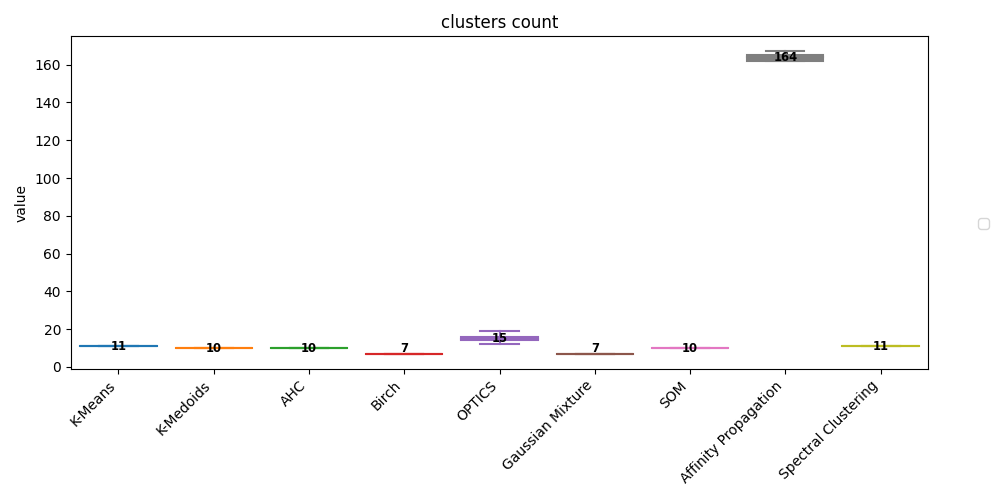 clusters count
value
160
140
120
100
80
60
40
20
0
11
10
10
7
15
7
10
164
11
K-Means
K-Medoids
AHC
Birch
OPTICS
Gaussian Mixture
SOM
Affinity Propagation
Spectral Clustering